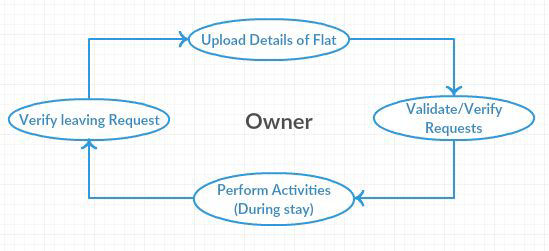 Upload Details of Flat
Validate/Verify
Requests
Owner
Verify leaving Request
Perform Activities
(During stay)